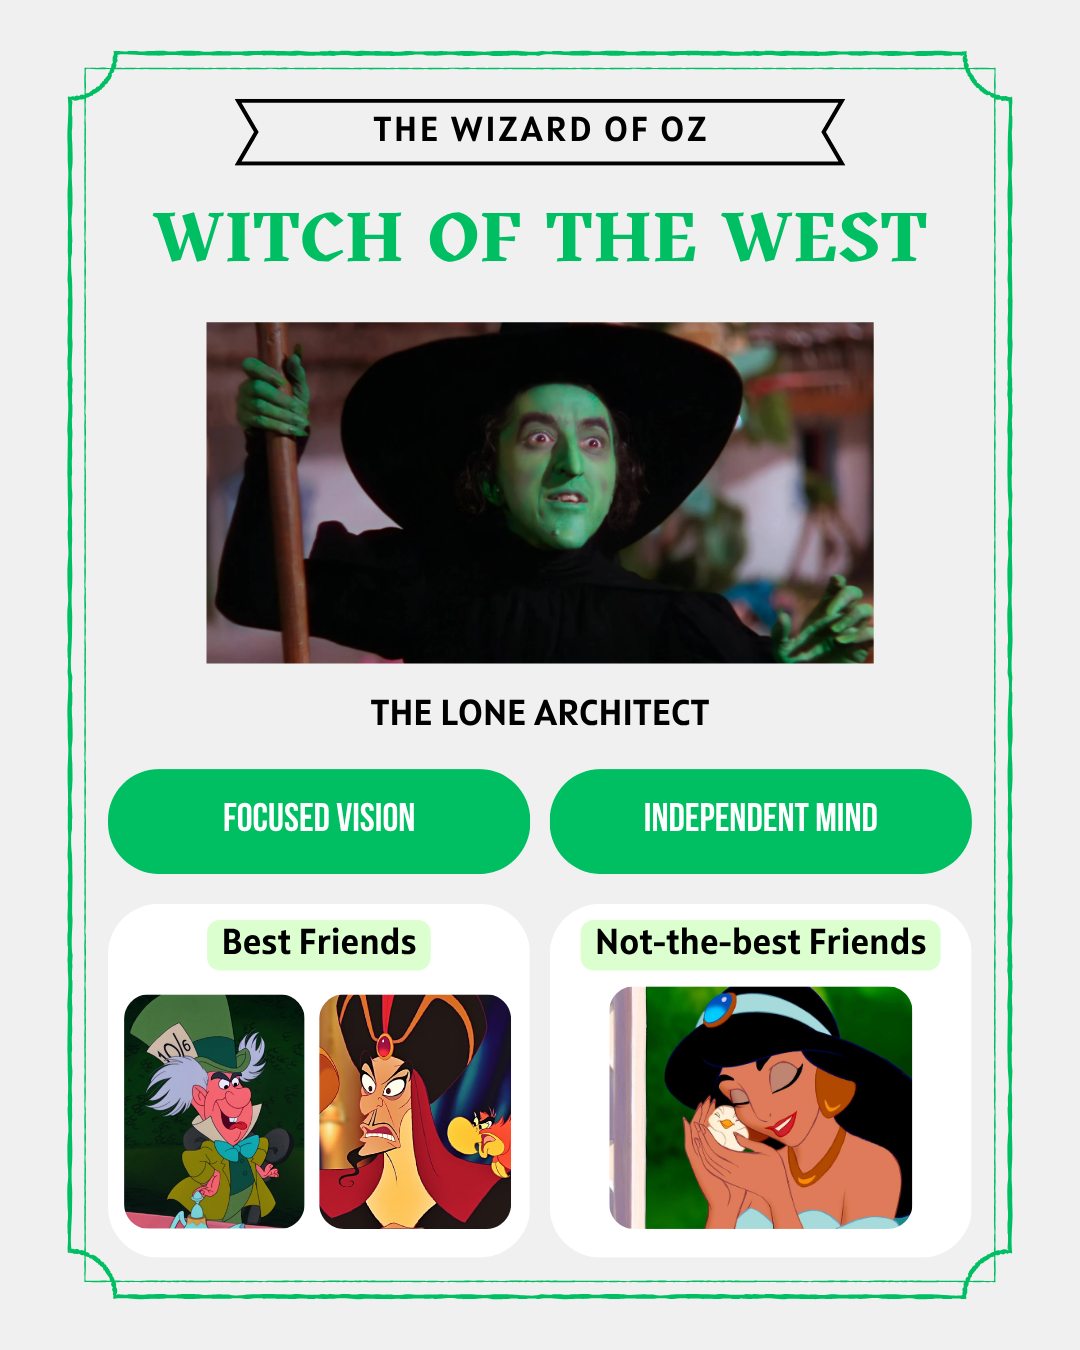 THE WIZARD OF OZ
WITCH OF THE WEST
THE LONE ARCHITECT
FOCUSED VISION
INDEPENDENT MIND
Best Friends
Not-the-best Friends
10/6